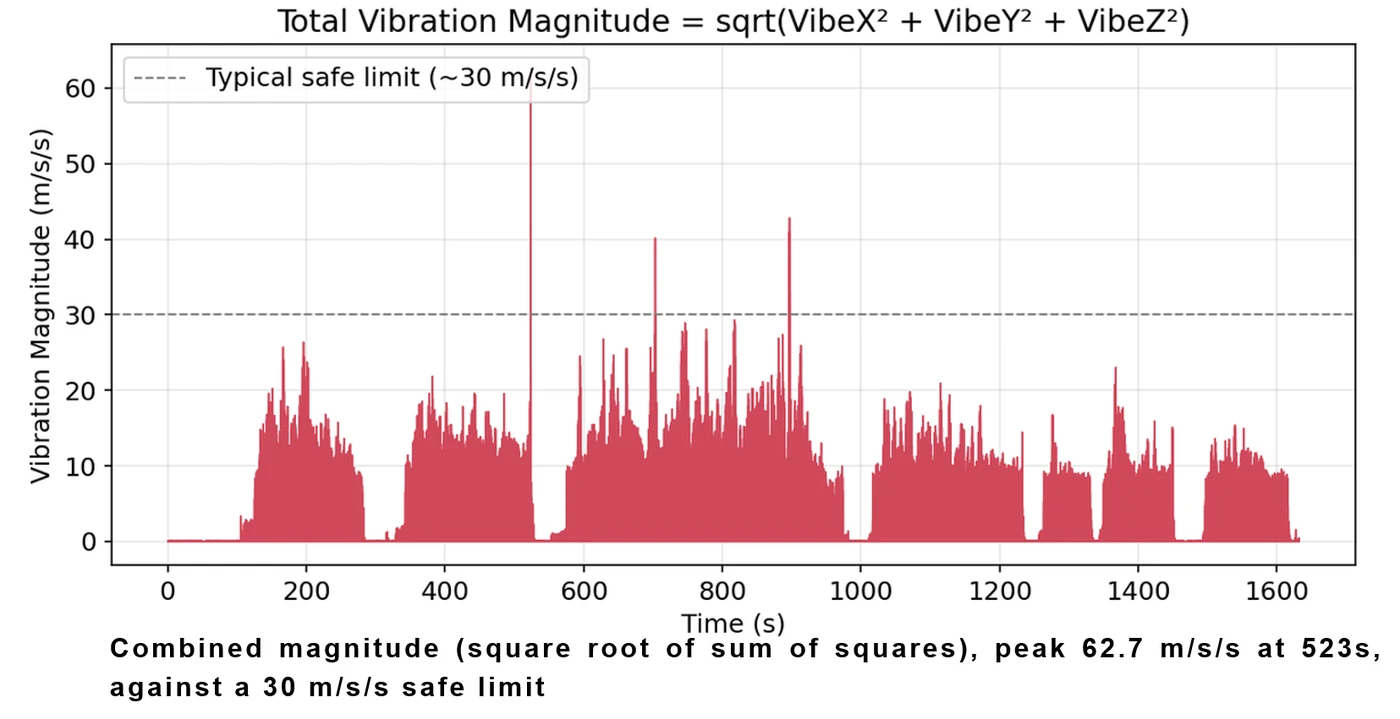 Total Vibration Magnitude = sqrt(VibeX² + VibeY² + VibeZ²)
Typical safe limit (~30 m/s/s)
Vibration Magnitude (m/s/s)
60
50
40
30
20
10
0
0 200 400 600 800 1000 1200 1400 1600
Time (s)
Combined magnitude (square root of sum of squares), peak 62.7 m/s/s at 523s,
against a 30 m/s/s safe limit